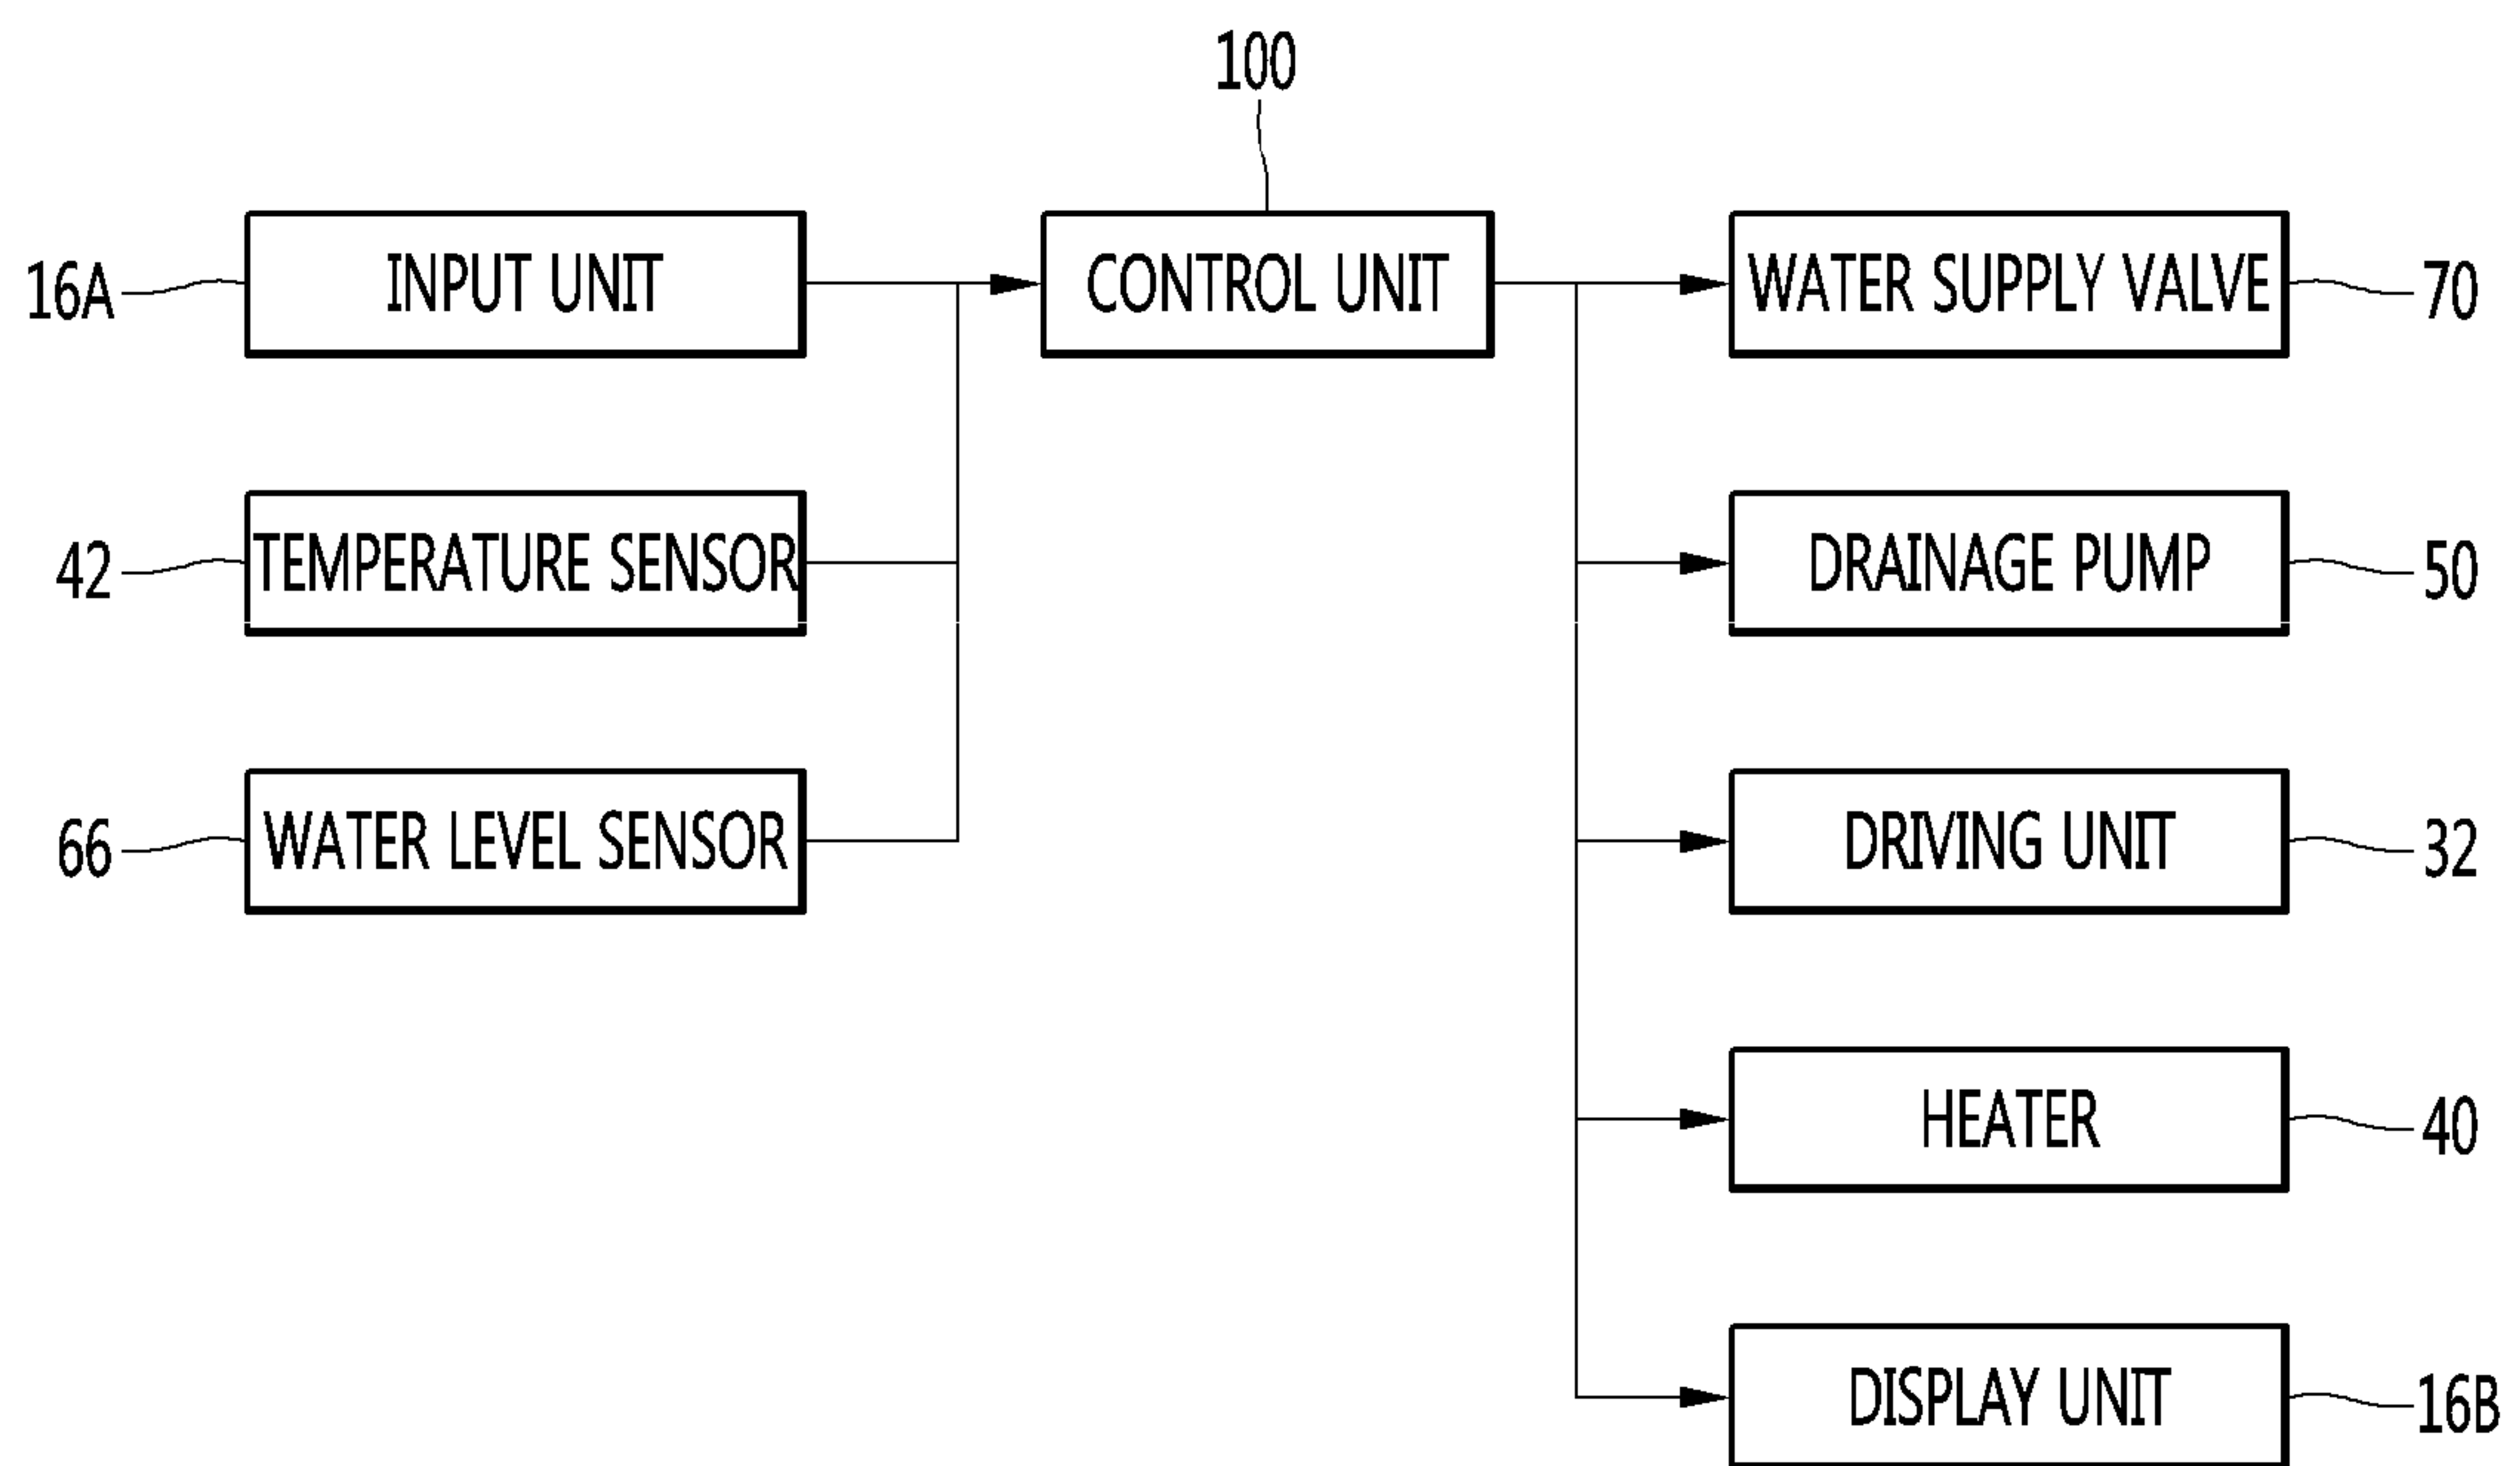 100
16A INPUT UNIT CONTROL UNIT WATER SUPPLY VALVE 70
42 TEMPERATURE SENSOR DRAINAGE PUMP 50
66 WATER LEVEL SENSOR DRIVING UNIT 32
HEATER 40
DISPLAY UNIT 16B